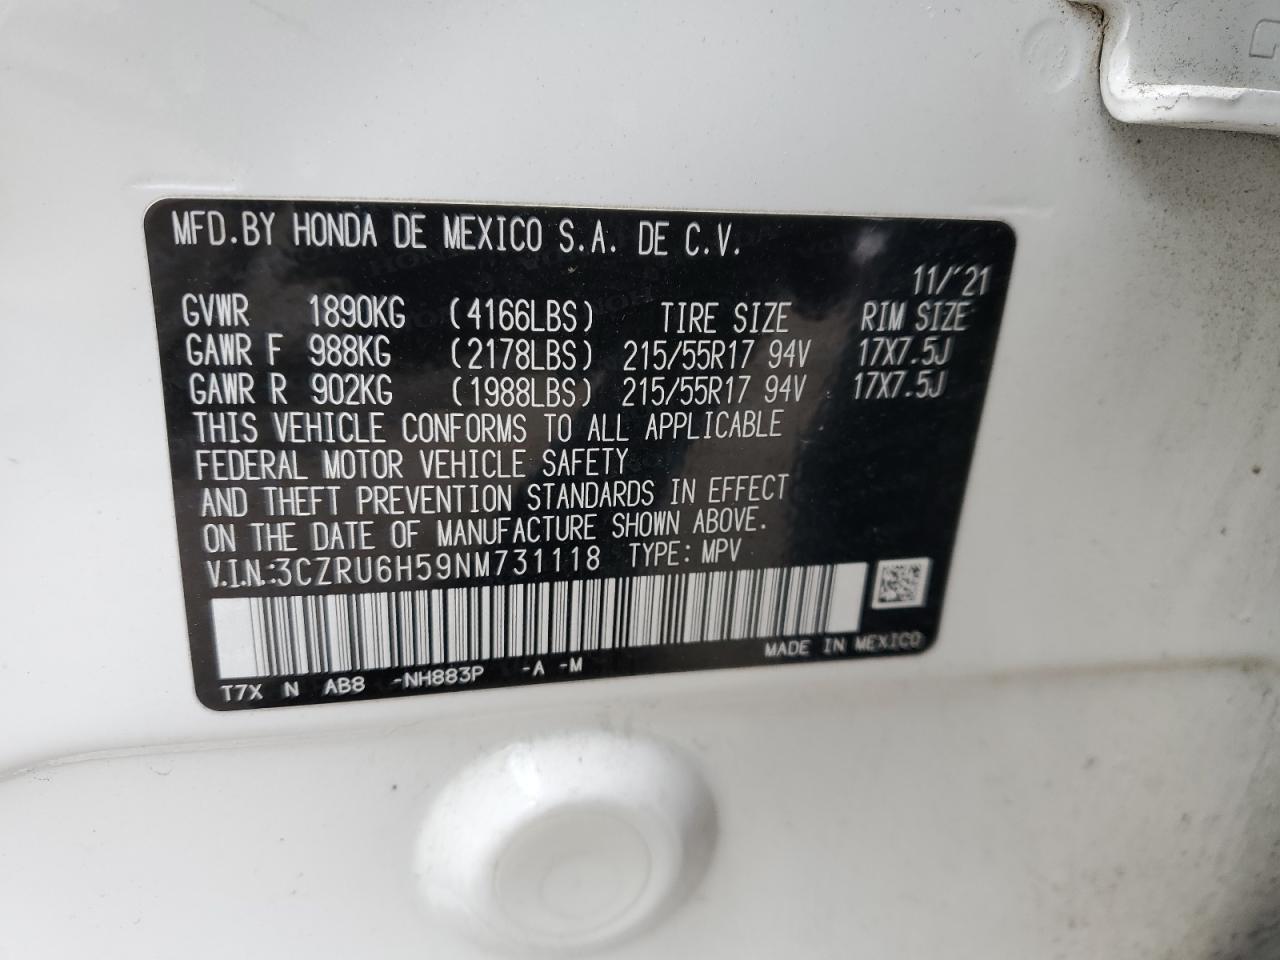 MFD.BY HONDA DE MEXICO S.A. DE C.V.
11/'21
GVWR 1890KG (4166LBS) TIRE SIZE RIM SIZE
GAWR F 988KG (2178LBS) 215/55R17 94V 17X7.5J
GAWR R 902KG (1988LBS) 215/55R17 94V 17X7.5J
THIS VEHICLE CONFORMS TO ALL APPLICABLE
FEDERAL MOTOR VEHICLE SAFETY
AND THEFT PREVENTION STANDARDS IN EFFECT
ON THE DATE OF MANUFACTURE SHOWN ABOVE.
V.I.N.:3CZRU6H59NM731118 TYPE: MPV
MADE IN MEXICO
T7X N AB8 -NH883P -A -M